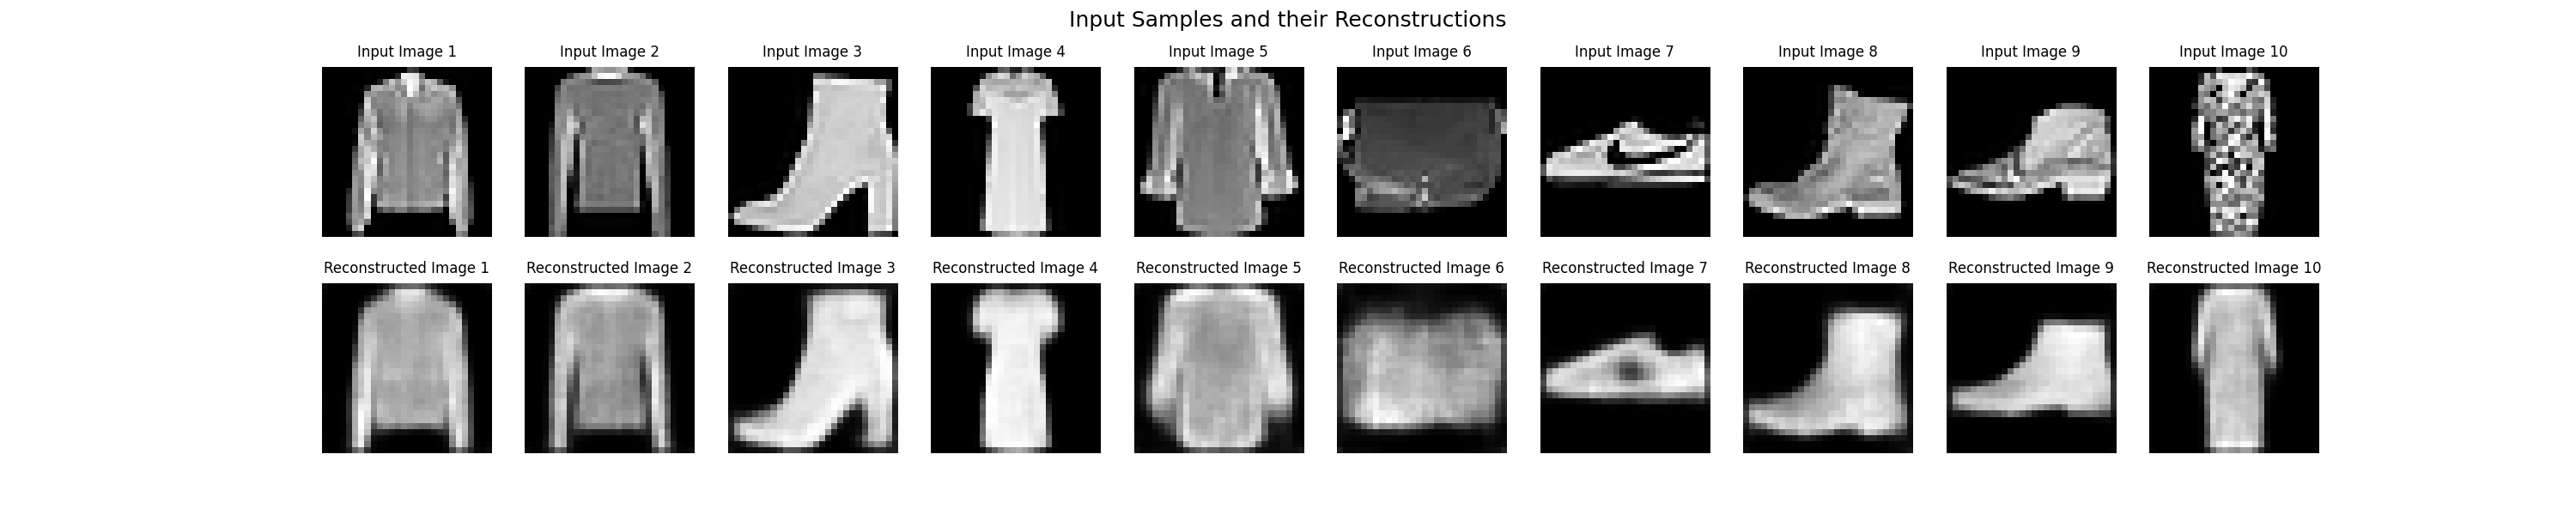 Input Samples and their Reconstructions
Input Image 1 Input Image 2 Input Image 3 Input Image 4 Input Image 5 Input Image 6 Input Image 7 Input Image 8 Input Image 9 Input Image 10
Reconstructed Image 1 Reconstructed Image 2 Reconstructed Image 3 Reconstructed Image 4 Reconstructed Image 5 Reconstructed Image 6 Reconstructed Image 7 Reconstructed Image 8 Reconstructed Image 9 Reconstructed Image 10